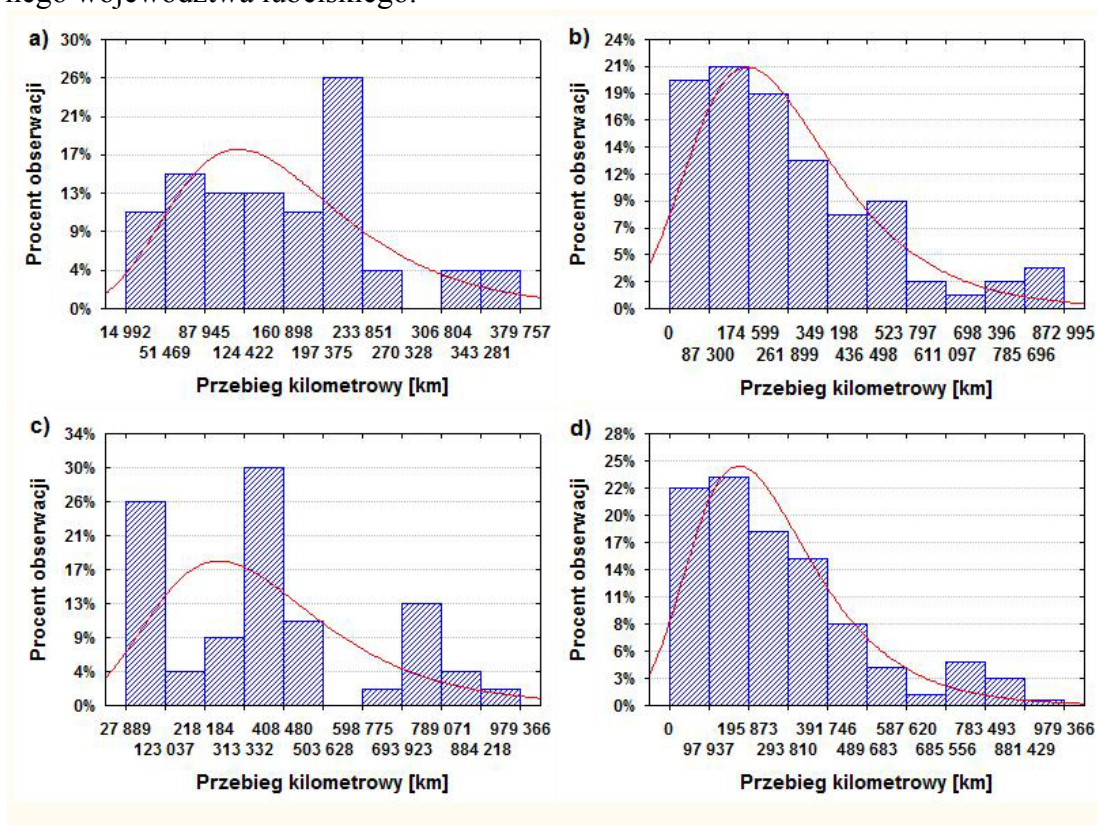 nego województwa lubelskiego.
a)
30%
26%
21%
17%
13%
9%
4%
0%
Procent obserwacji
14 992 87 945 160 898 233 851 306 804 379 757
51 469 124 422 197 375 270 328 343 281
Przebieg kilometrowy [km]
b)
24%
21%
19%
16%
14%
12%
9%
7%
5%
2%
0%
Procent obserwacji
0 174 599 349 198 523 797 698 396 872 995
87 300 261 899 436 498 611 097 785 696
Przebieg kilometrowy [km]
c)
34%
30%
26%
21%
17%
13%
9%
4%
0%
Procent obserwacji
27 889 218 184 408 480 598 775 789 071 979 366
123 037 313 332 503 628 693 923 884 218
Przebieg kilometrowy [km]
d)
28%
25%
22%
20%
17%
14%
11%
8%
6%
3%
0%
Procent obserwacji
0 195 873 391 746 587 620 783 493 979 366
97 937 293 810 489 683 685 556 881 429
Przebieg kilometrowy [km]